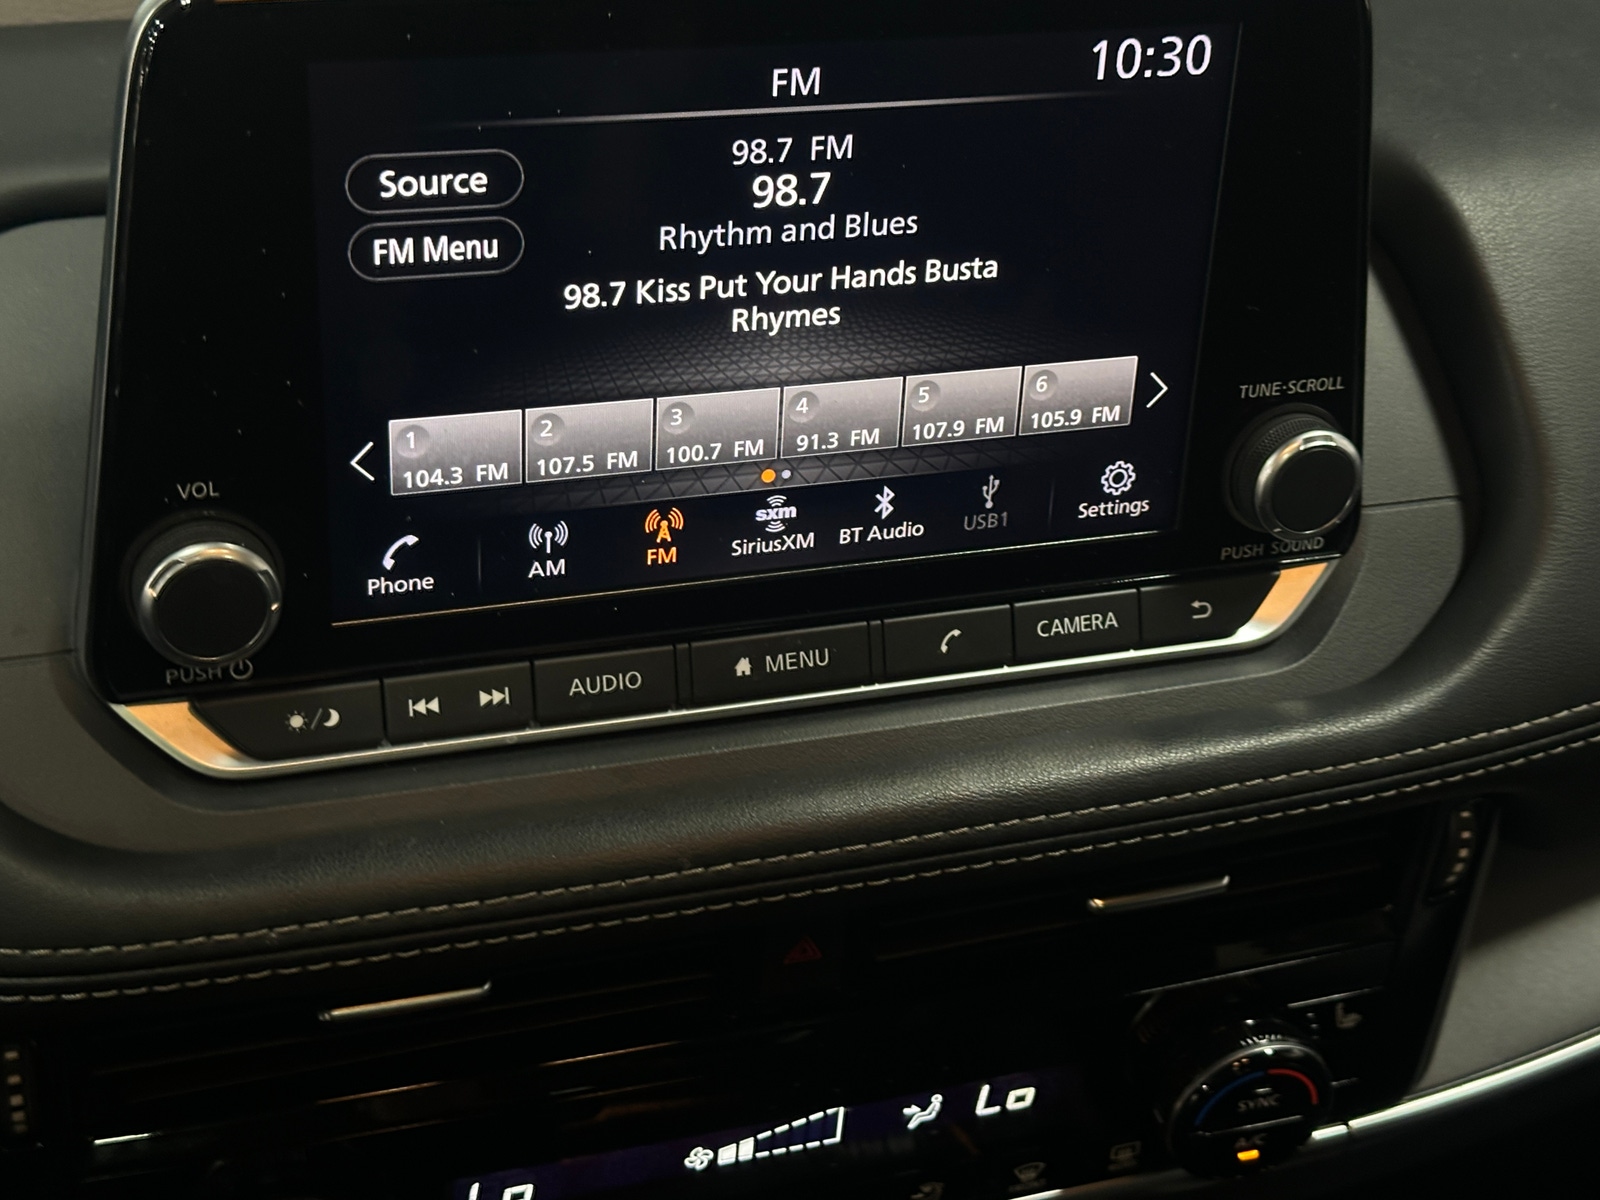 10:30
FM
98.7 FM
98.7
Rhythm and Blues
98.7 Kiss Put Your Hands Busta
Rhymes
Source
FM Menu
1
104.3 FM
2
107.5 FM
3
100.7 FM
4
91.3 FM
5
107.9 FM
6
105.9 FM
Phone
AM
FM
sxm
SiriusXM
BT Audio
USB1
Settings
VOL
PUSH
TUNE·SCROLL
PUSH SOUND
AUDIO
MENU
CAMERA
Lo
Lo
SYNC
A/C